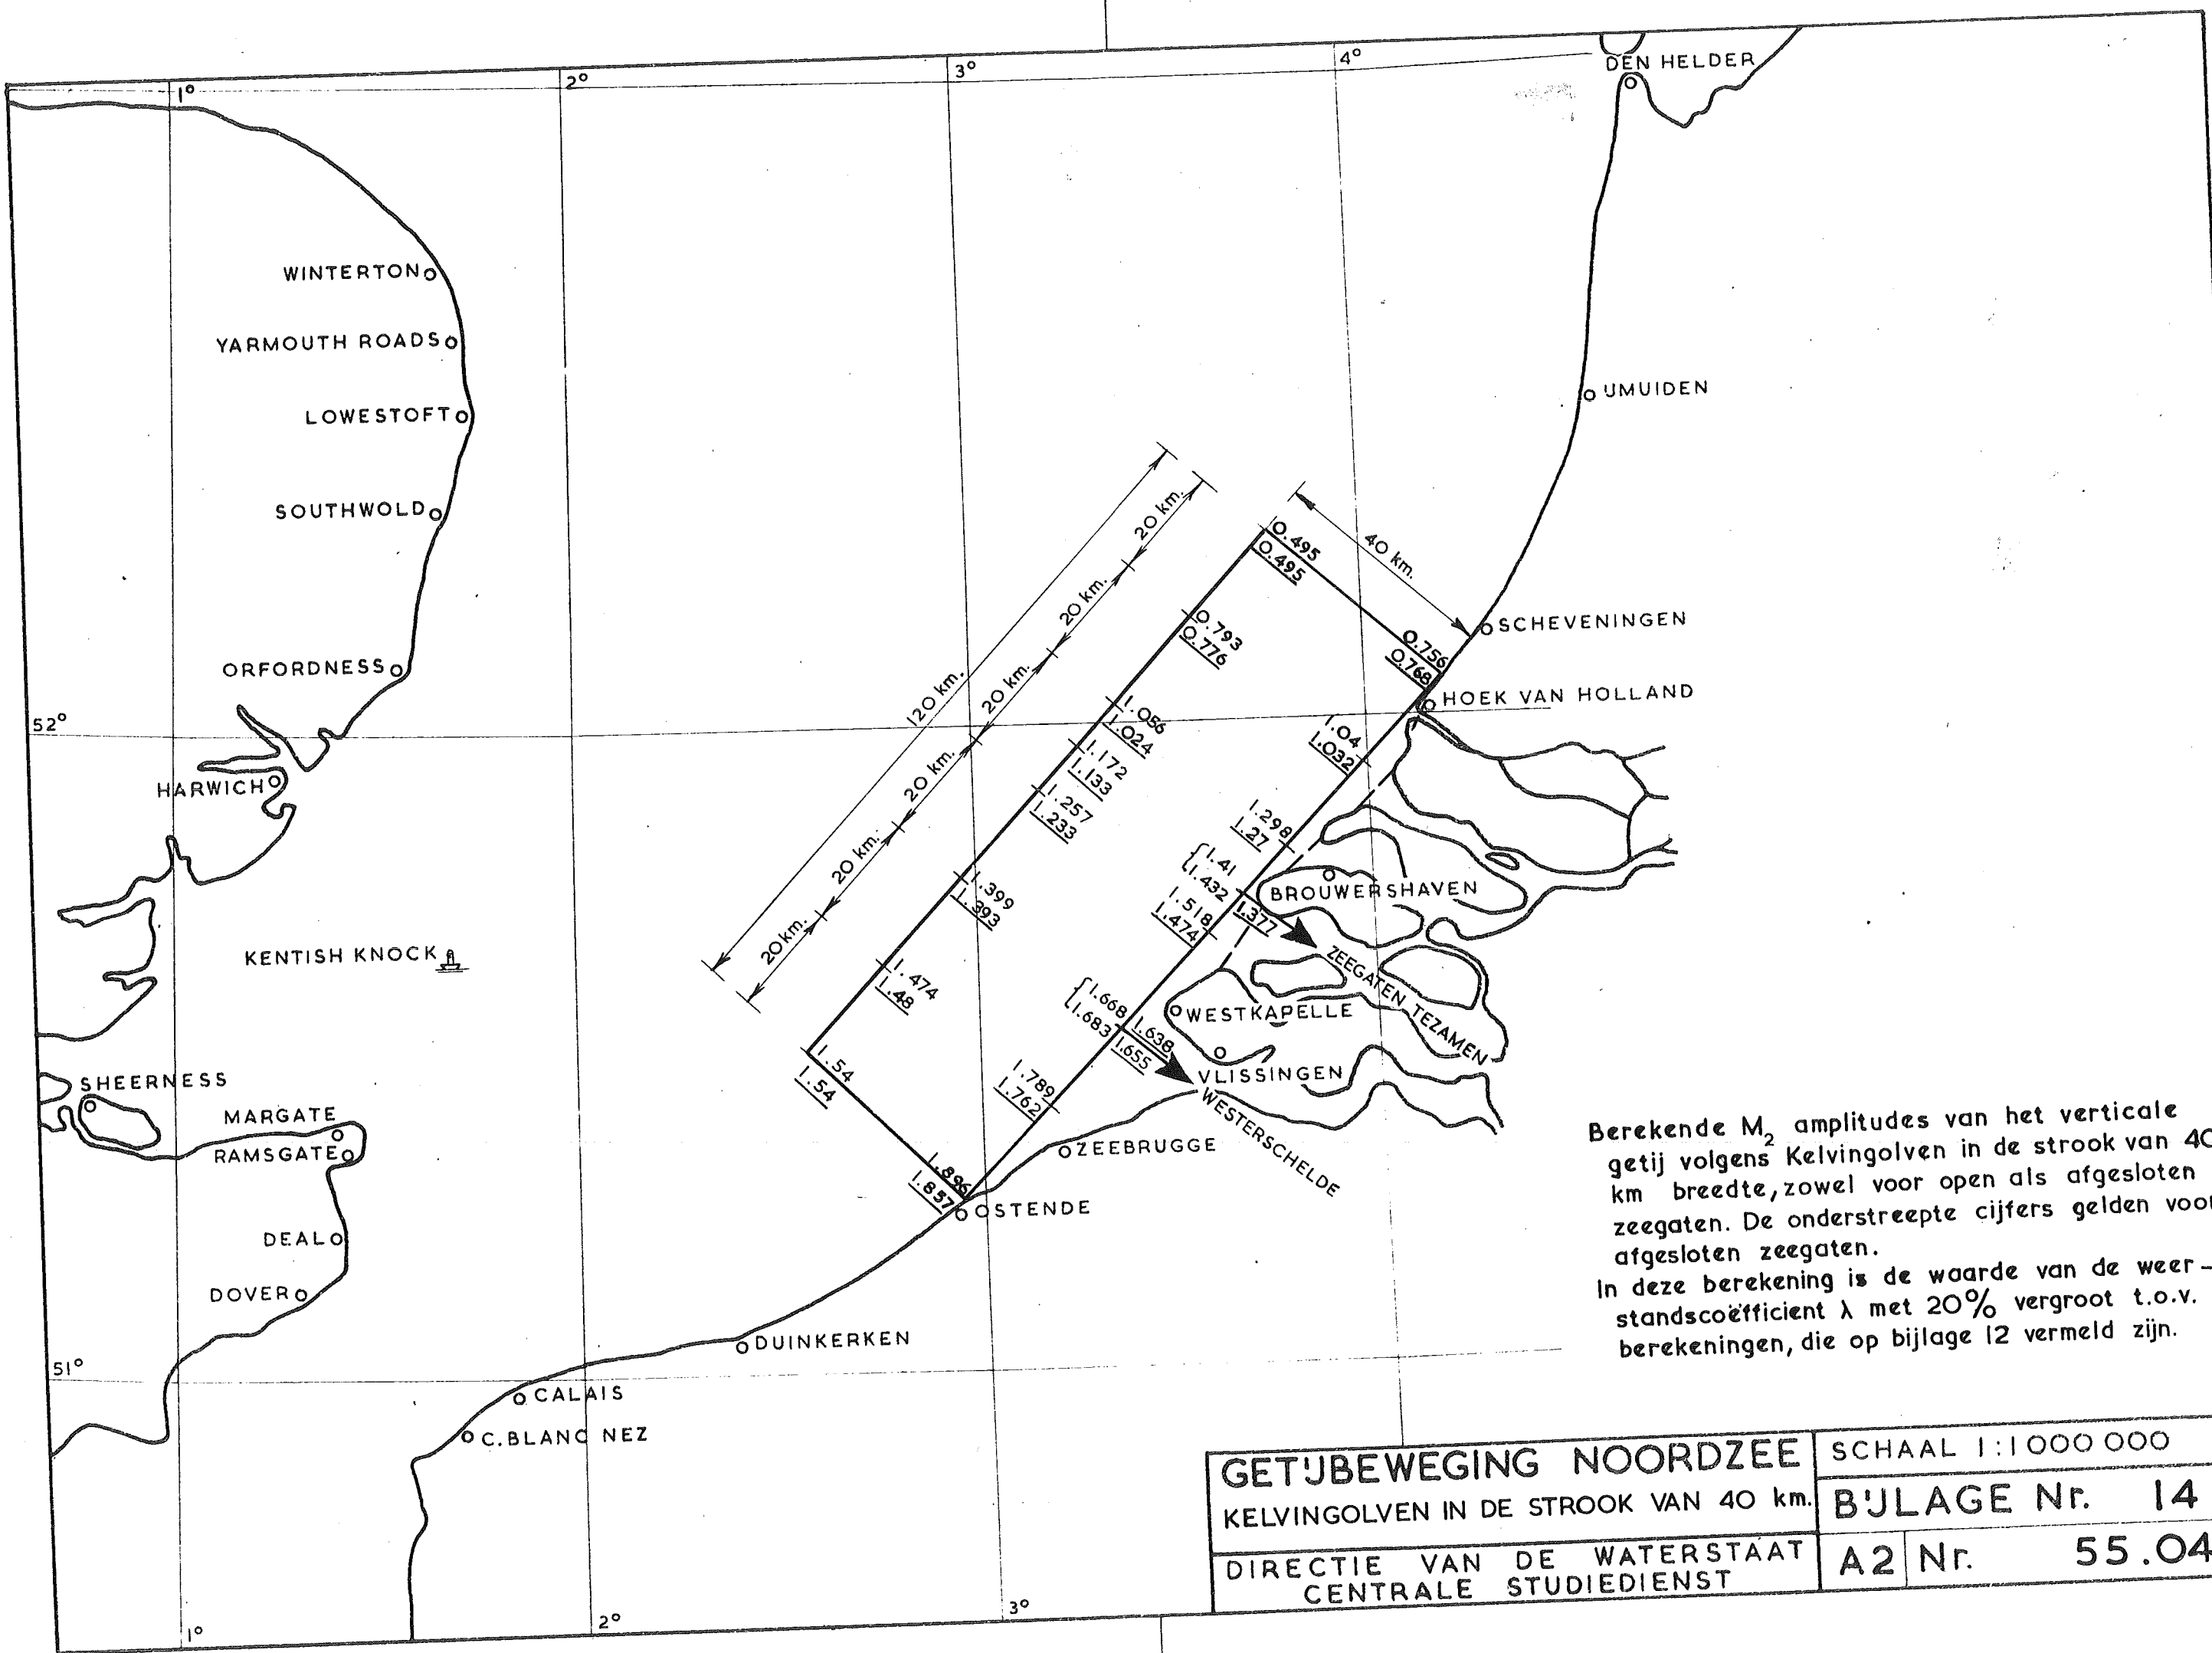 1°
2°
3°
4°
DEN HELDER
WINTERTON
YARMOUTH ROADS
LOWESTOFT
SOUTHWOLD
ORFORDNESS
52°
HARWICH
KENTISH KNOCK
SHEERNESS
MARGATE
RAMSGATE
DEAL
DOVER
51°
IJMUIDEN
SCHEVENINGEN
HOEK VAN HOLLAND
BROUWERSHAVEN
ZEEGATEN TEZAMEN
WESTKAPELLE
VLISSINGEN
WESTERSCHELDE
ZEEBRUGGE
OSTENDE
DUINKERKEN
CALAIS
C.BLANC NEZ
120 km.
20 km.
20 km.
20 km.
20 km.
20 km.
20 km.
40 km.
0.495
0.495
0.793
0.776
1.056
1.024
1.172
1.133
1.257
1.233
1.399
1.393
1.474
1.48
1.54
1.54
0.756
0.768
1.04
1.032
1.298
1.27
1.41
1.432
1.377
1.518
1.474
1.668
1.683
1.638
1.655
1.789
1.762
1.896
1.857
Berekende M2 amplitudes van het verticale
getij volgens Kelvingolven in de strook van 40
km breedte, zowel voor open als afgesloten
zeegaten. De onderstreepte cijfers gelden voor
afgesloten zeegaten.
In deze berekening is de waarde van de weer-
standscoëfficient λ met 20% vergroot t.o.v.
berekeningen, die op bijlage 12 vermeld zijn.
1°
2°
3°
GETIJBEWEGING NOORDZEE
KELVINGOLVEN IN DE STROOK VAN 40 km.
DIRECTIE VAN DE WATERSTAAT
CENTRALE STUDIEDIENST
SCHAAL 1:1000000
BIJLAGE Nr. 14
A2 Nr. 55.04